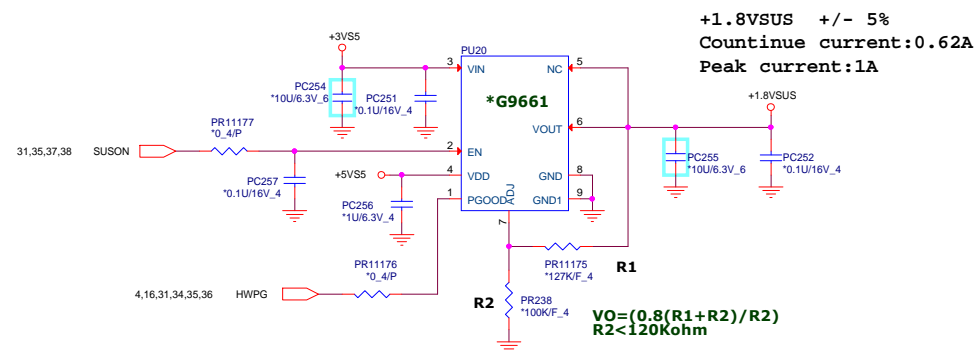 +1.8VSUS +/- 5%
Countinue current:0.62A
Peak current:1A
+3VS5
PU20
3
VIN
NC
5
PC254
*10U/6.3V_6
PC251
*0.1U/16V_4
*G9661
+1.8VSUS
PR11177
*0_4/P
VOUT
6
31,35,37,38 SUSON
2
EN
PC255
*10U/6.3V_6
PC252
*0.1U/16V_4
PC257
*0.1U/16V_4
+5VS5
4
VDD
GND
8
PC256
*1U/6.3V_4
1
PGOOD
ADJ
GND1
9
7
PR11176
*0_4/P
PR11175
*127K/F_4
R1
4,16,31,34,35,36 HWPG
R2
PR238
*100K/F_4
VO=(0.8(R1+R2)/R2)
R2<120Kohm